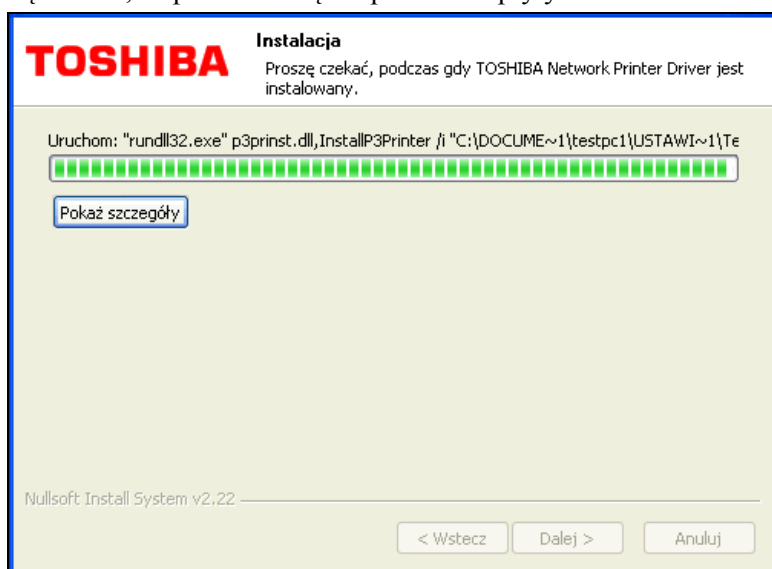 TOSHIBA
Instalacja
Proszę czekać, podczas gdy TOSHIBA Network Printer Driver jest
instalowany.
Uruchom: "rundll32.exe" p3prinst.dll,InstallP3Printer /i "C:\DOCUME~1\testpc1\USTAWI~1\Te
Pokaż szczegóły
Nullsoft Install System v2.22
< Wstecz
Dalej >
Anuluj